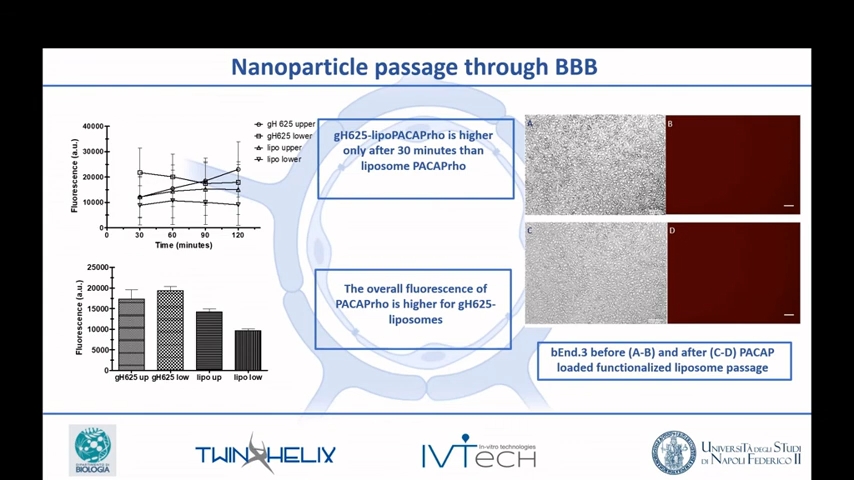 Nanoparticle passage through BBB
gH 625 upper
gH625 lower
lipo upper
lipo lower
40000
30000
20000
10000
0
Fluorescence (a.u.)
0 30 60 90 120
Time (minutes)
gH625-lipoPACAPrho is higher
only after 30 minutes than
liposome PACAPrho
A
B
C
D
25000
20000
15000
10000
5000
0
Fluorescence (a.u.)
gH625 up gH625 low lipo up lipo low
The overall fluorescence of
PACAPrho is higher for gH625-
liposomes
bEnd.3 before (A-B) and after (C-D) PACAP
loaded functionalized liposome passage
BIOLOGIA
TWIN HELIX
In-vitro technologies
IVTech
UNIVERSITÀ DEGLI STUDI
DI NAPOLI FEDERICO II